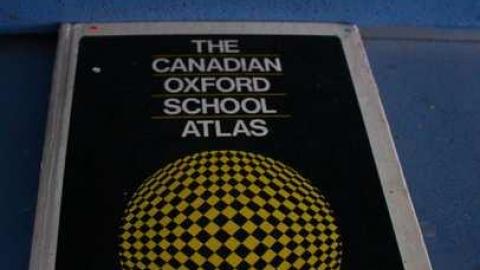 THE
CANADIAN
OXFORD
SCHOOL
ATLAS